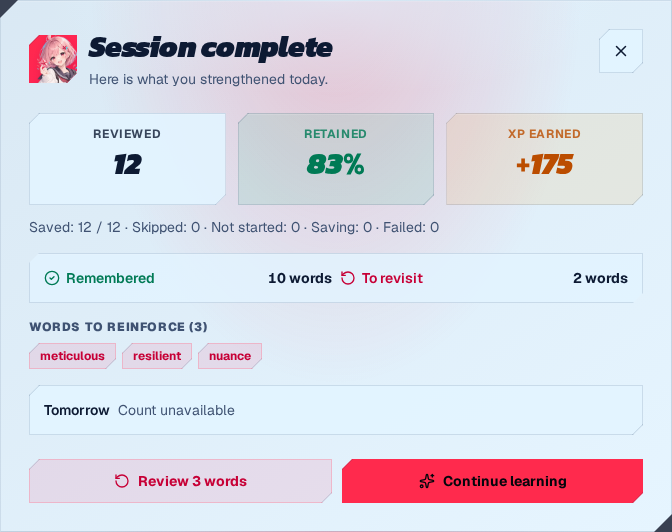 Session complete
Here is what you strengthened today.
REVIEWED
12
RETAINED
83%
XP EARNED
+175
Saved: 12 / 12 · Skipped: 0 · Not started: 0 · Saving: 0 · Failed: 0
Remembered 10 words To revisit 2 words
WORDS TO REINFORCE (3)
meticulous resilient nuance
Tomorrow Count unavailable
Review 3 words Continue learning